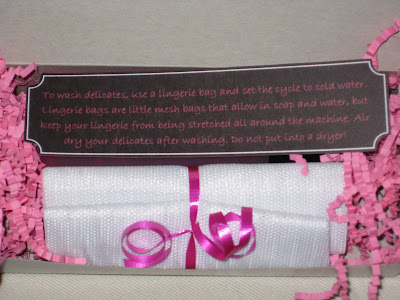 To wash delicates, use a lingerie bag and set the cycle to cold water.
Lingerie bags are little mesh bags that allow in soap and water, but
keep your lingerie from being stretched all around the machine. Air
dry your delicates after washing. Do not put into a dryer!